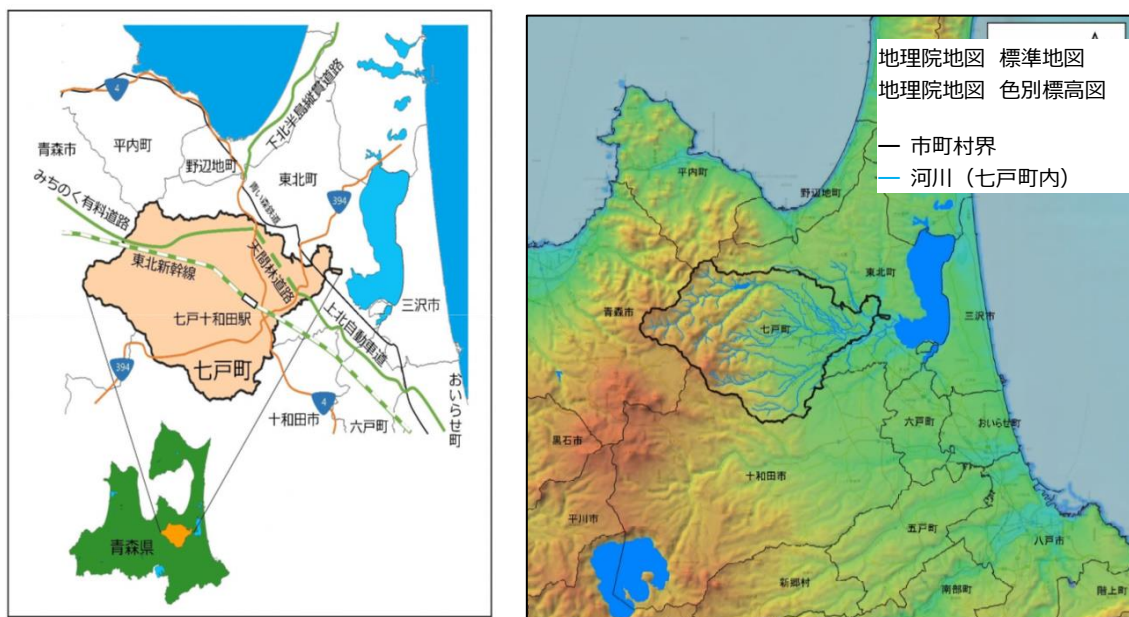 4
平内町
青森市
野辺地町
下北半島縦貫道路
東北町
青い森鉄道
394
みちのく有料道路
東北新幹線
天間林道路
七戸十和田駅
上北自動車道
三沢市
七戸町
394
4
十和田市
六戸町
おいらせ町
青森県
地理院地図 標準地図
地理院地図 色別標高図
市町村界
河川(七戸町内)
平内町
野辺地町
東北町
青森市
七戸町
三沢市
六戸町
おいらせ町
黒石市
十和田市
平川市
五戸町
八戸市
新郷村
南部町
階上町